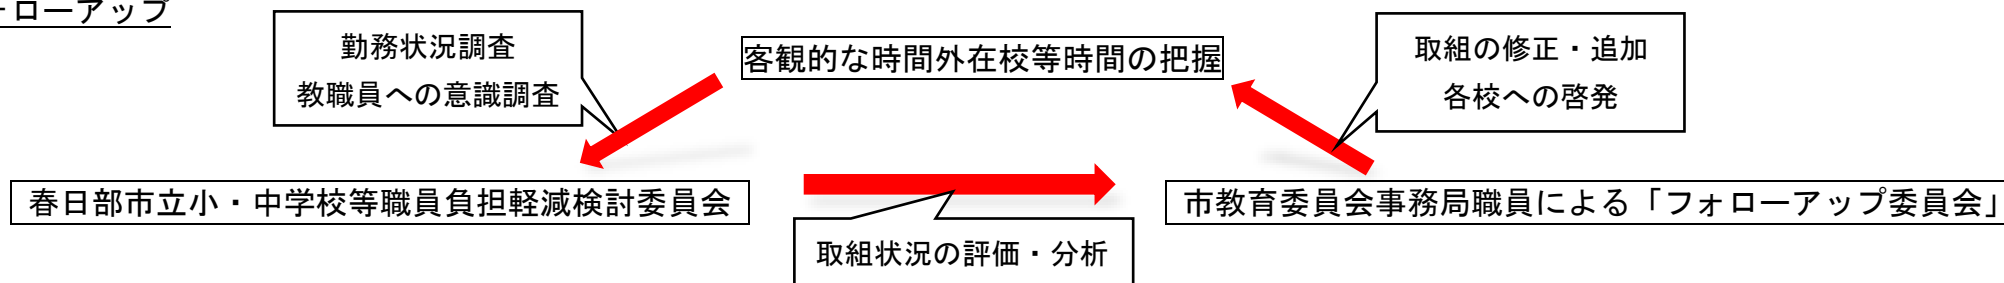 ォローアップ
勤務状況調査
教職員への意識調査
客観的な時間外在校等時間の把握
取組の修正・追加
各校への啓発
春日部市立小・中学校等職員負担軽減検討委員会
市教育委員会事務局職員による「フォローアップ委員会」
取組状況の評価・分析